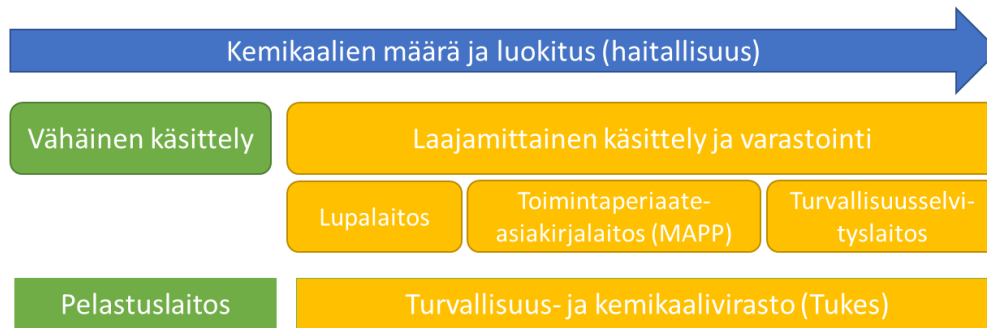 Kemikaalien määrä ja luokitus (haitallisuus)
Vähäinen käsittely
Laajamittainen käsittely ja varastointi
Lupalaitos
Toimintaperiaate-
asiakirjalaitos (MAPP)
Turvallisuusselvi-
tyslaitos
Pelastuslaitos
Turvallisuus- ja kemikaalivirasto (Tukes)